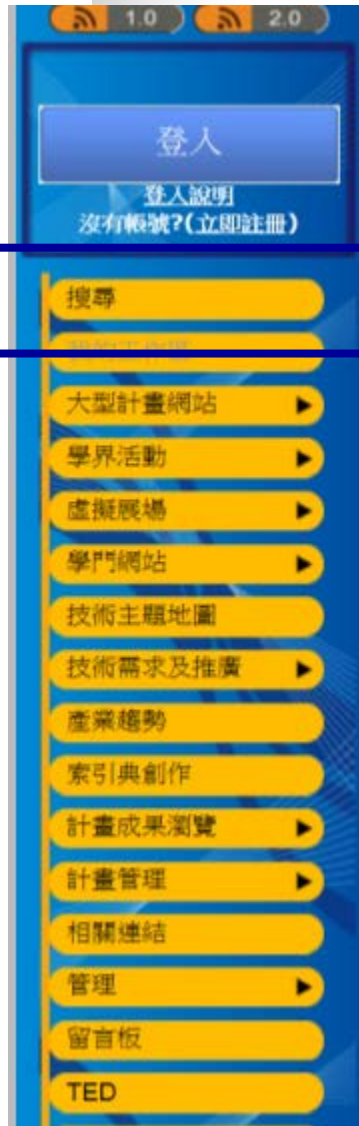 1.0 2.0
登入
登入說明
沒有帳號?(立即註冊)
搜尋
大型計畫網站
學界活動
虛擬展場
學門網站
技術主題地圖
技術需求及推廣
產業趨勢
索引典創作
計畫成果瀏覽
計畫管理
相關連結
管理
留言板
TED